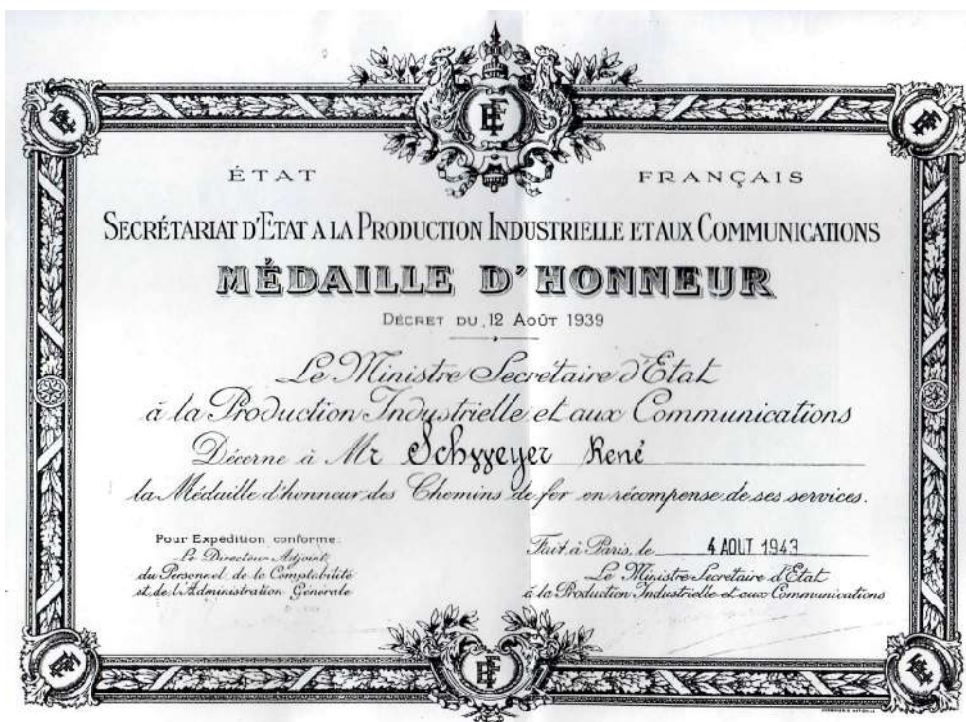 ÉTAT FRANÇAIS
SECRÉTARIAT D'ETAT A LA PRODUCTION INDUSTRIELLE ET AUX COMMUNICATIONS
MÉDAILLE D'HONNEUR
DÉCRET DU 12 AOÛT 1939
Le Ministre Secrétaire d'Etat
à la Production Industrielle et aux Communications
Décerne à Mr Schweyer René
la Médaille d'honneur des Chemins de fer en récompense de ses services.
Pour Expédition conforme:
Le Directeur Adjoint
du Personnel, de la Comptabilité
et de l'Administration Générale
Fait à Paris, le 4 AOUT 1943
Le Ministre Secrétaire d'Etat
à la Production Industrielle et aux Communications